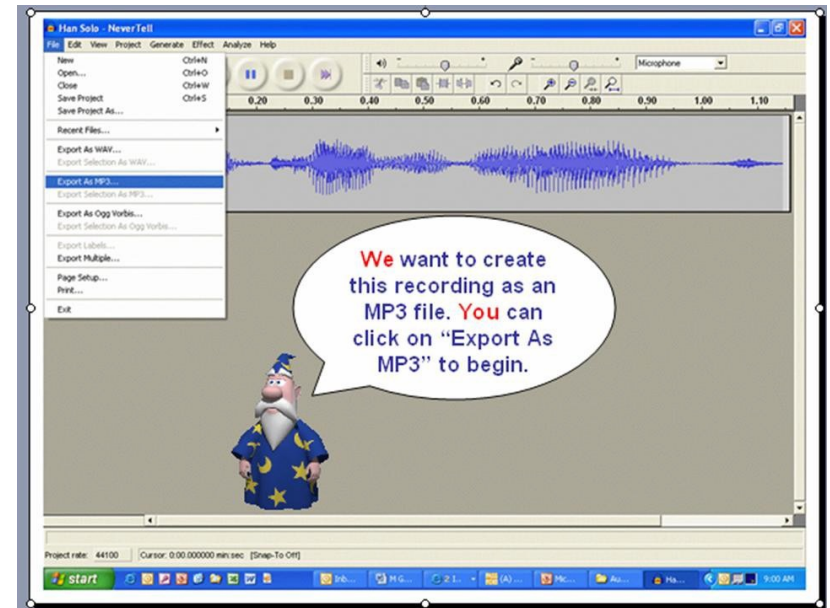 Han Solo - NeverTell
File Edit View Project Generate Effect Analyze Help
New Ctrl+N
Open... Ctrl+O
Close Ctrl+W
Save Project Ctrl+S
Save Project As...
Recent Files...
Export As WAV...
Export Selection As WAV...
Export As MP3...
Export Selection As MP3...
Export As Ogg Vorbis...
Export Selection As Ogg Vorbis...
Export Labels...
Export Multiple...
Page Setup...
Print...
Exit
Microphone
0.20 0.30 0.40 0.50 0.60 0.70 0.80 0.90 1.00 1.10
We want to create
this recording as an
MP3 file. You can
click on “Export As
MP3” to begin.
Project rate: 44100 Cursor: 0:00.000000 min:sec [Snap-To Off]
start Inb... M G... 2 I... (A) ... Mic... Au... Ha... 9:00 AM